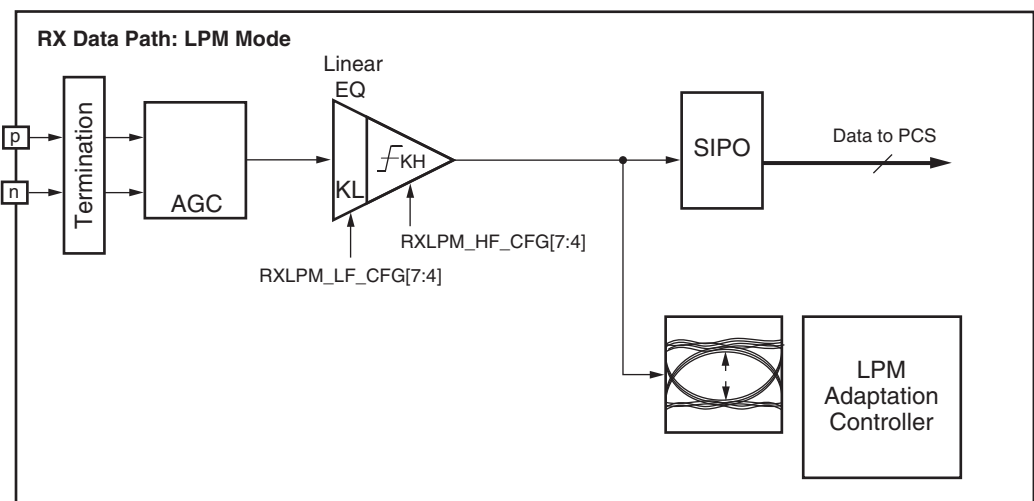 RX Data Path: LPM Mode
Linear
EQ
p
n
Termination
AGC
KL
KH
SIPO
Data to PCS
RXLPM_HF_CFG[7:4]
RXLPM_LF_CFG[7:4]
LPM
Adaptation
Controller